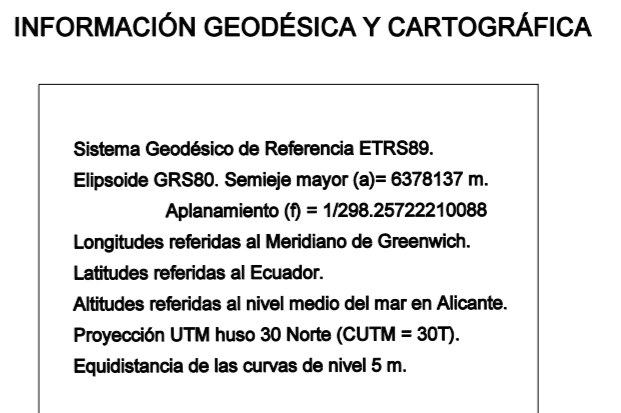 INFORMACIÓN GEODÉSICA Y CARTOGRÁFICA
Sistema Geodésico de Referencia ETRS89.
Elipsoide GRS80. Semieje mayor (a)= 6378137 m.
Aplanamiento (f) = 1/298.25722210088
Longitudes referidas al Meridiano de Greenwich.
Latitudes referidas al Ecuador.
Altitudes referidas al nivel medio del mar en Alicante.
Proyección UTM huso 30 Norte (CUTM = 30T).
Equidistancia de las curvas de nivel 5 m.